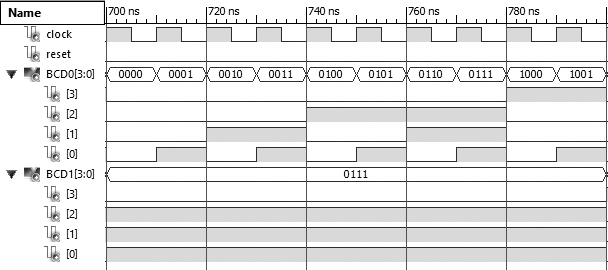 Name 700 ns 720 ns 740 ns 760 ns 780 ns
clock
reset
BCD0[3:0] 0000 0001 0010 0011 0100 0101 0110 0111 1000 1001
[3]
[2]
[1]
[0]
BCD1[3:0] 0111
[3]
[2]
[1]
[0]